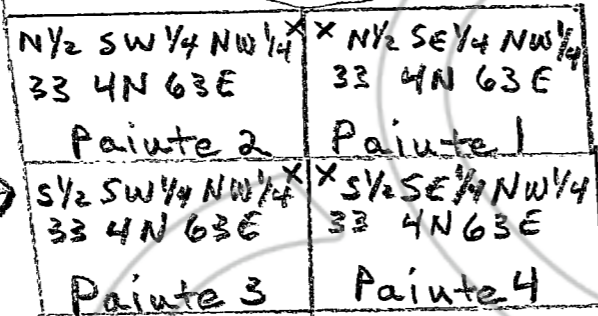 N½ SW¼ NW¼ X
33 4N 63E
Paiute 2
X N½ SE¼ NW¼
33 4N 63E
Paiute 1
S½ SW¼ NW¼ X
33 4N 63E
Paiute 3
X S½ SE¼ NW¼
33 4N 63E
Paiute 4